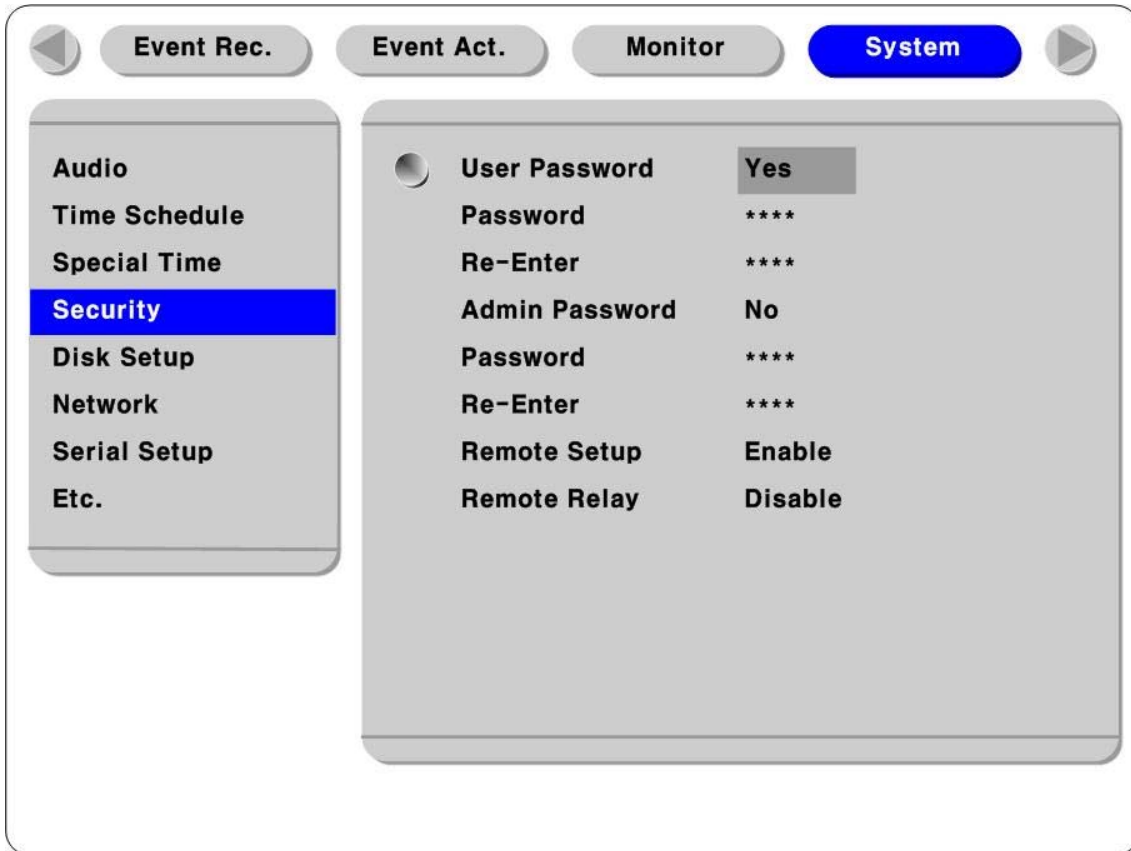 Event Rec. Event Act. Monitor System
Audio
Time Schedule
Special Time
Security
Disk Setup
Network
Serial Setup
Etc.
User Password Yes
Password ****
Re-Enter ****
Admin Password No
Password ****
Re-Enter ****
Remote Setup Enable
Remote Relay Disable